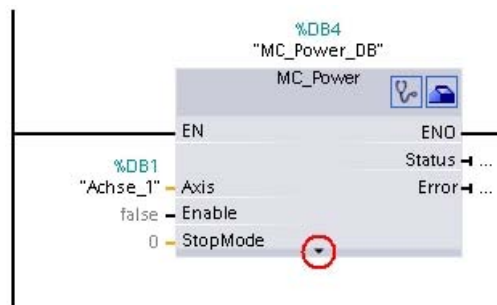 %DB4
"MC_Power_DB"
MC_Power
EN
ENO
Status
...
%DB1
"Achse_1"
Axis
Error
...
false
Enable
0
StopMode